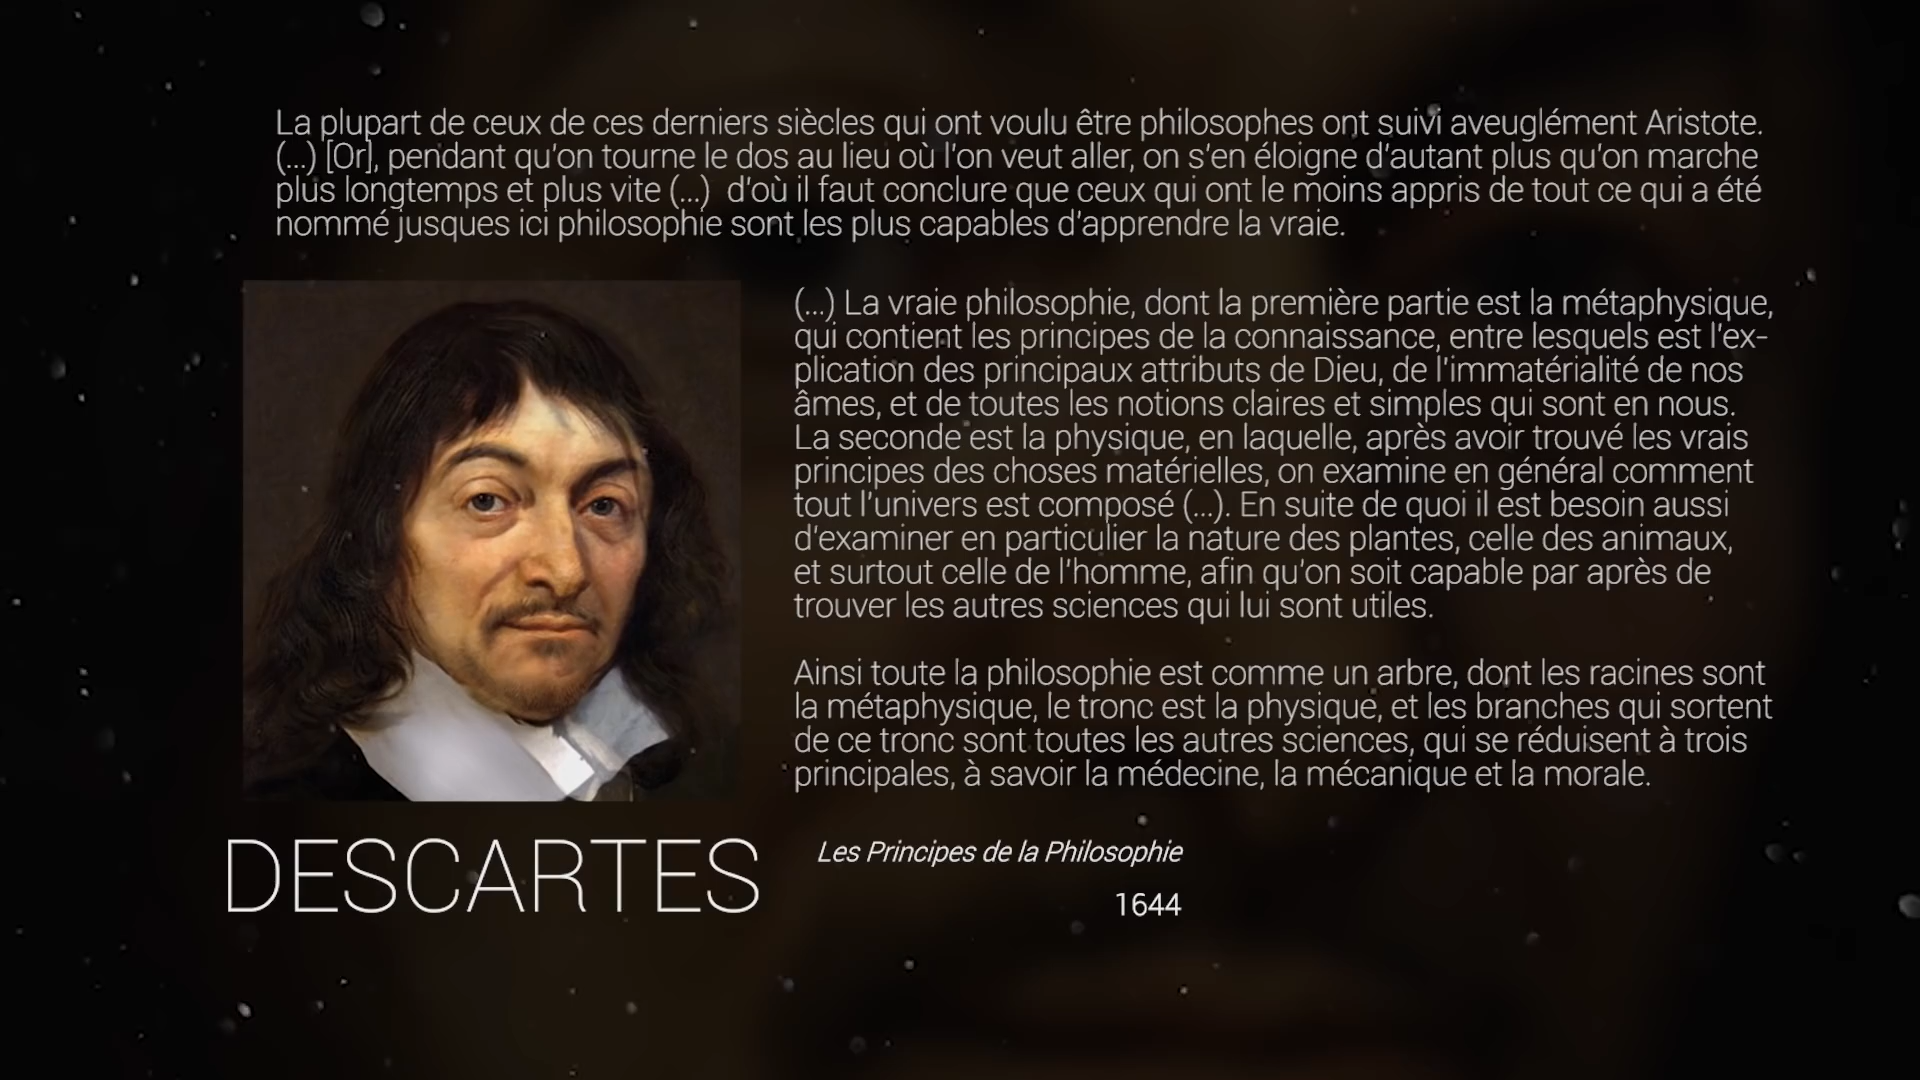 La plupart de ceux de ces derniers siècles qui ont voulu être philosophes ont suivi aveuglément Aristote.
(...) [Or], pendant qu'on tourne le dos au lieu où l'on veut aller, on s'en éloigne d'autant plus qu'on marche
plus longtemps et plus vite (...)  d'où il faut conclure que ceux qui ont le moins appris de tout ce qui a été
nommé jusques ici philosophie sont les plus capables d'apprendre la vraie.
(...) La vraie philosophie, dont la première partie est la métaphysique,
qui contient les principes de la connaissance, entre lesquels est l'ex-
plication des principaux attributs de Dieu, de l'immatérialité de nos
âmes, et de toutes les notions claires et simples qui sont en nous.
La seconde est la physique, en laquelle, après avoir trouvé les vrais
principes des choses matérielles, on examine en général comment
tout l'univers est composé (...). En suite de quoi il est besoin aussi
d'examiner en particulier la nature des plantes, celle des animaux,
et surtout celle de l'homme, afin qu'on soit capable par après de
trouver les autres sciences qui lui sont utiles.
Ainsi toute la philosophie est comme un arbre, dont les racines sont
la métaphysique, le tronc est la physique, et les branches qui sortent
de ce tronc sont toutes les autres sciences, qui se réduisent à trois
principales, à savoir la médecine, la mécanique et la morale.
DESCARTES
Les Principes de la Philosophie
1644